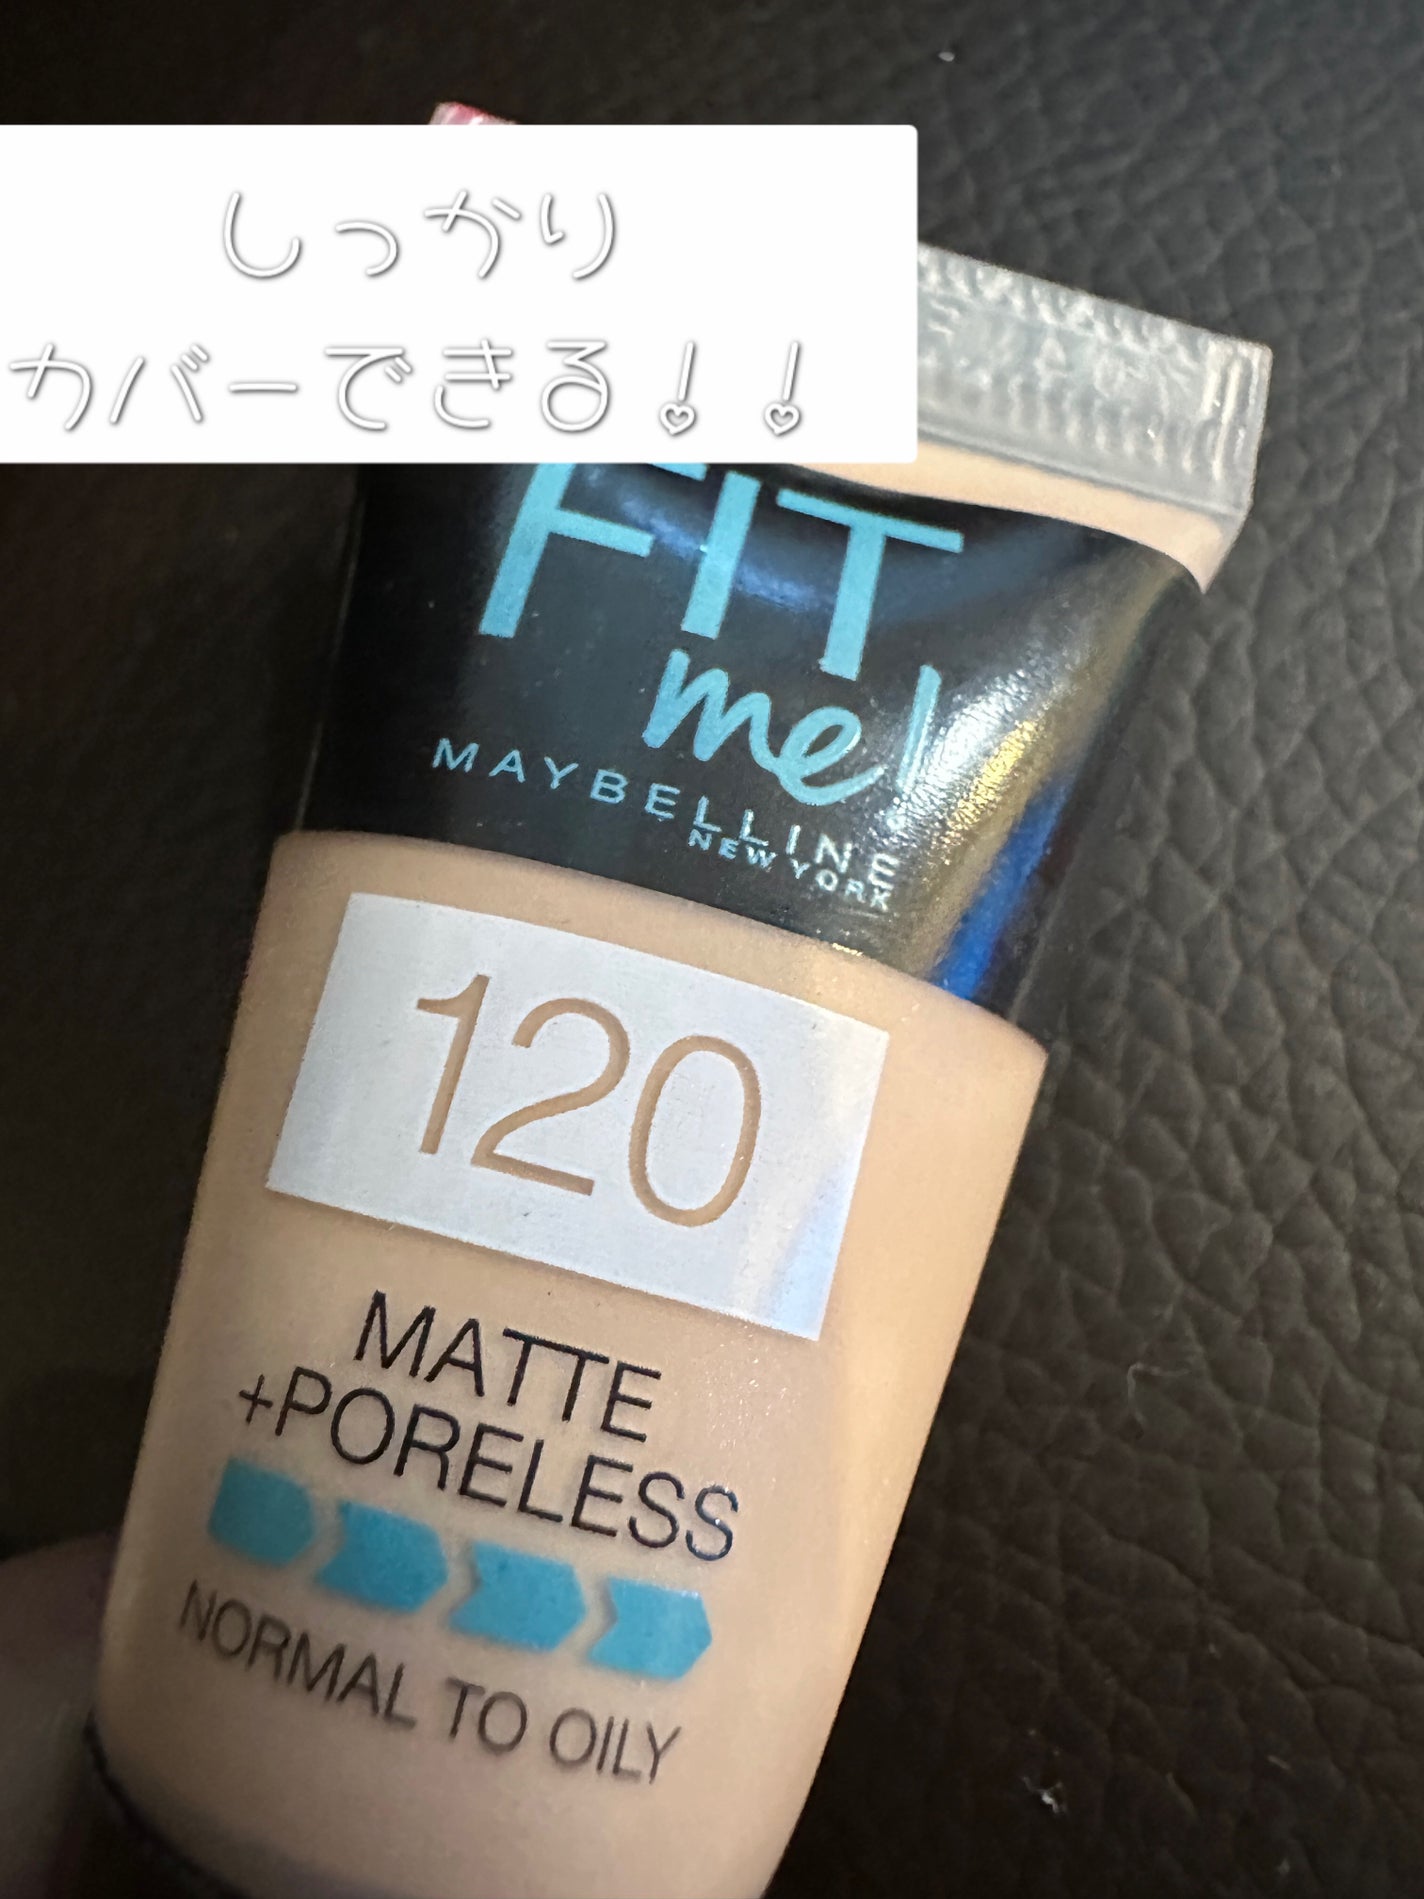 しっかり
カバーできる！！
FIT
me!
MAYBELLINE
NEW YORK
120
MATTE
+PORELESS
NORMAL TO OILY